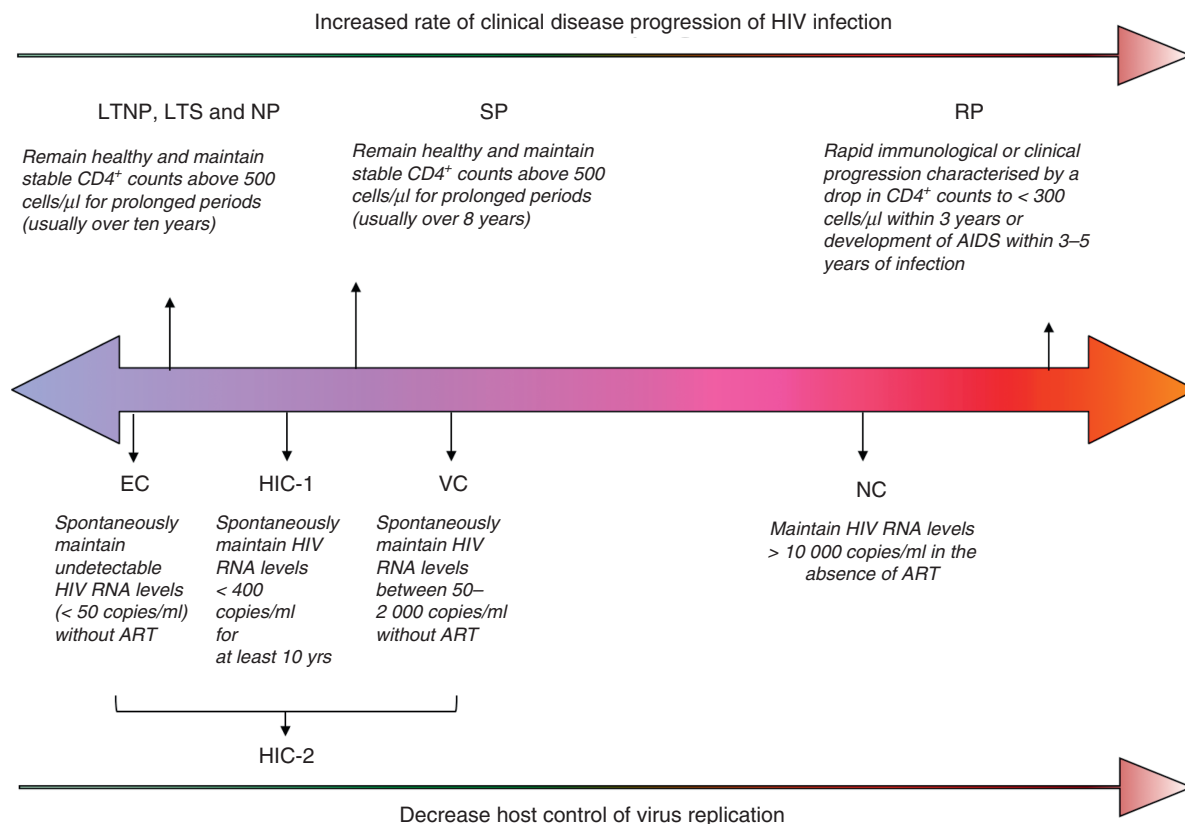 Increased rate of clinical disease progression of HIV infection
LTNP, LTS and NP
Remain healthy and maintain
stable CD4⁺ counts above 500
cells/μl for prolonged periods
(usually over ten years)
SP
Remain healthy and maintain
stable CD4⁺ counts above 500
cells/μl for prolonged periods
(usually over 8 years)
RP
Rapid immunological or clinical
progression characterised by a
drop in CD4⁺ counts to < 300
cells/μl within 3 years or
development of AIDS within 3–5
years of infection
EC
Spontaneously
maintain
undetectable
HIV RNA levels
(< 50 copies/ml)
without ART
HIC-1
Spontaneously
maintain HIV
RNA levels
< 400
copies/ml
for
at least 10 yrs
VC
Spontaneously
maintain HIV
RNA levels
between 50–
2 000 copies/ml
without ART
NC
Maintain HIV RNA levels
> 10 000 copies/ml in the
absence of ART
HIC-2
Decrease host control of virus replication